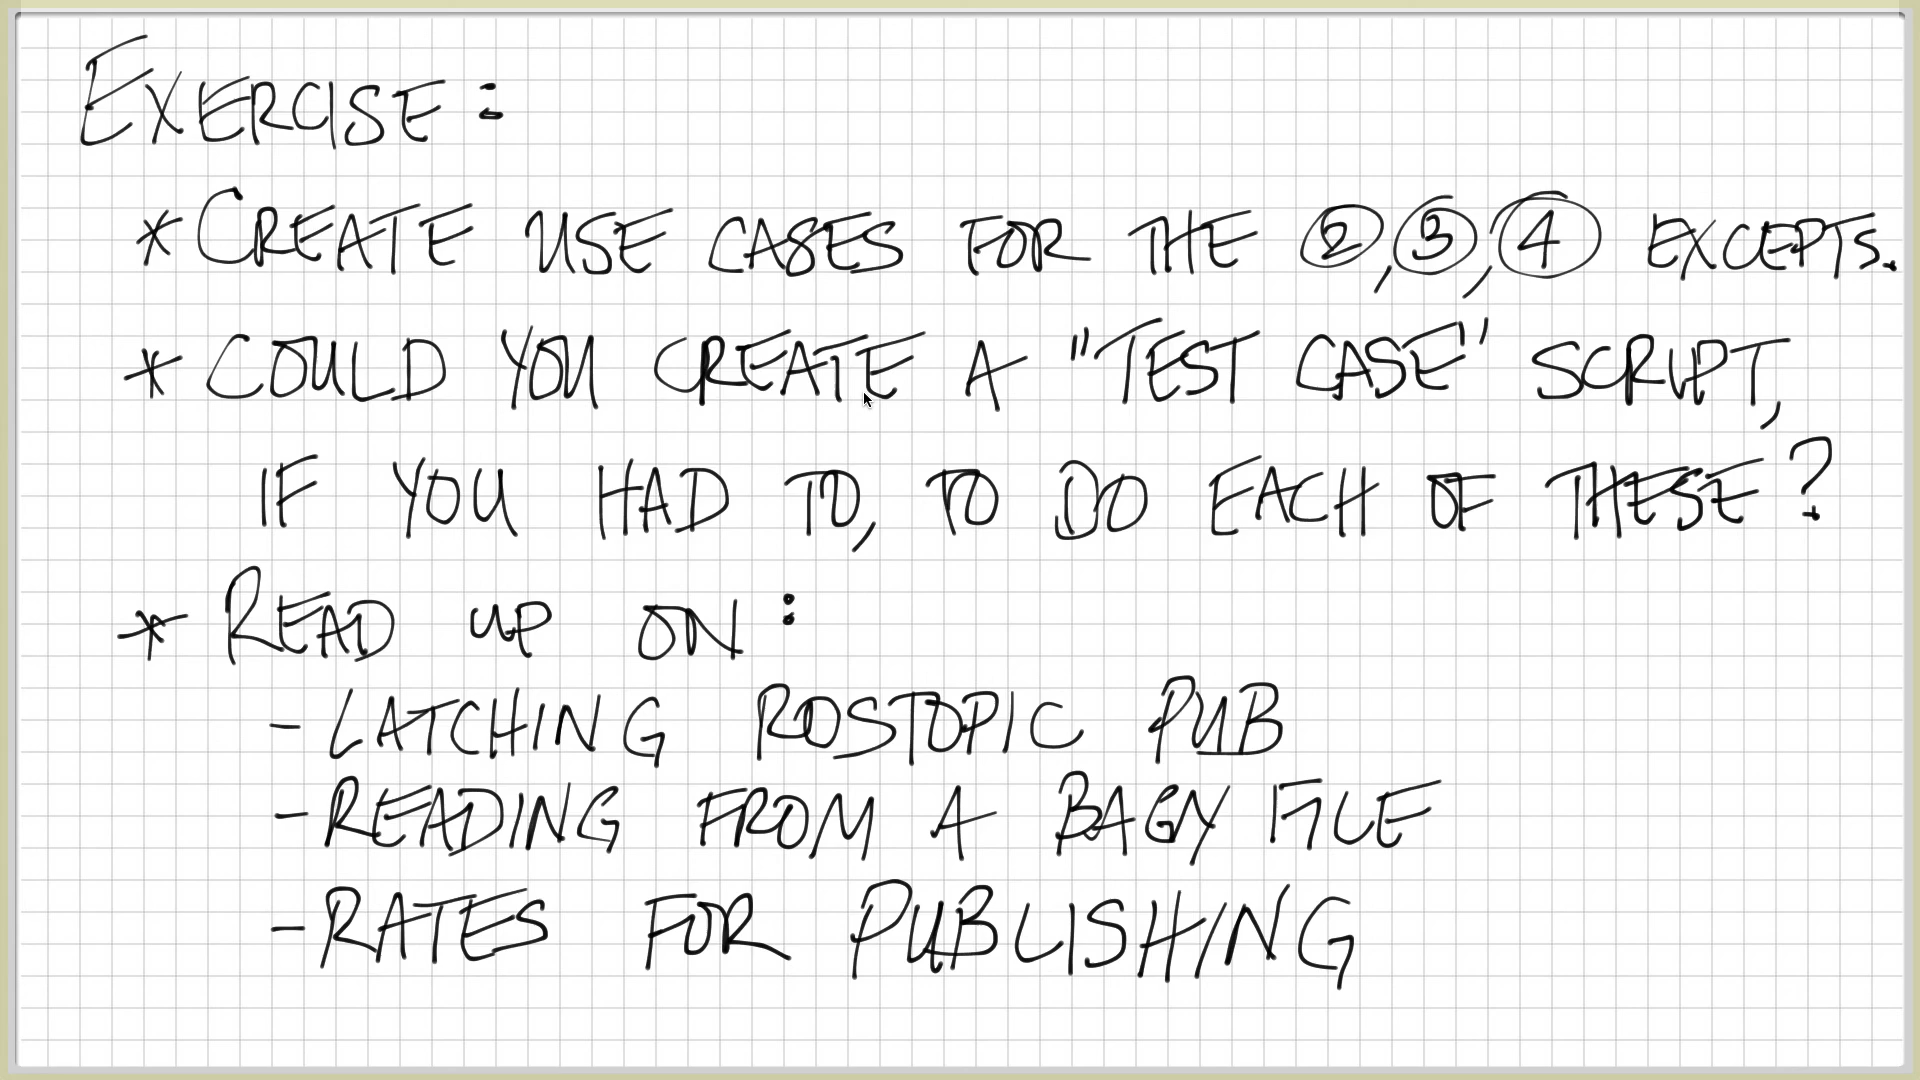 EXERCISE:
* CREATE USE CASES FOR THE ②,③,④ EXCEPTS.
* COULD YOU CREATE A "TEST CASE" SCRIPT,
IF YOU HAD TO, TO DO EACH OF THESE?
* READ UP ON:
- LATCHING ROSTOPIC PUB
- READING FROM A BAGY FILE
- RATES FOR PUBLISHING